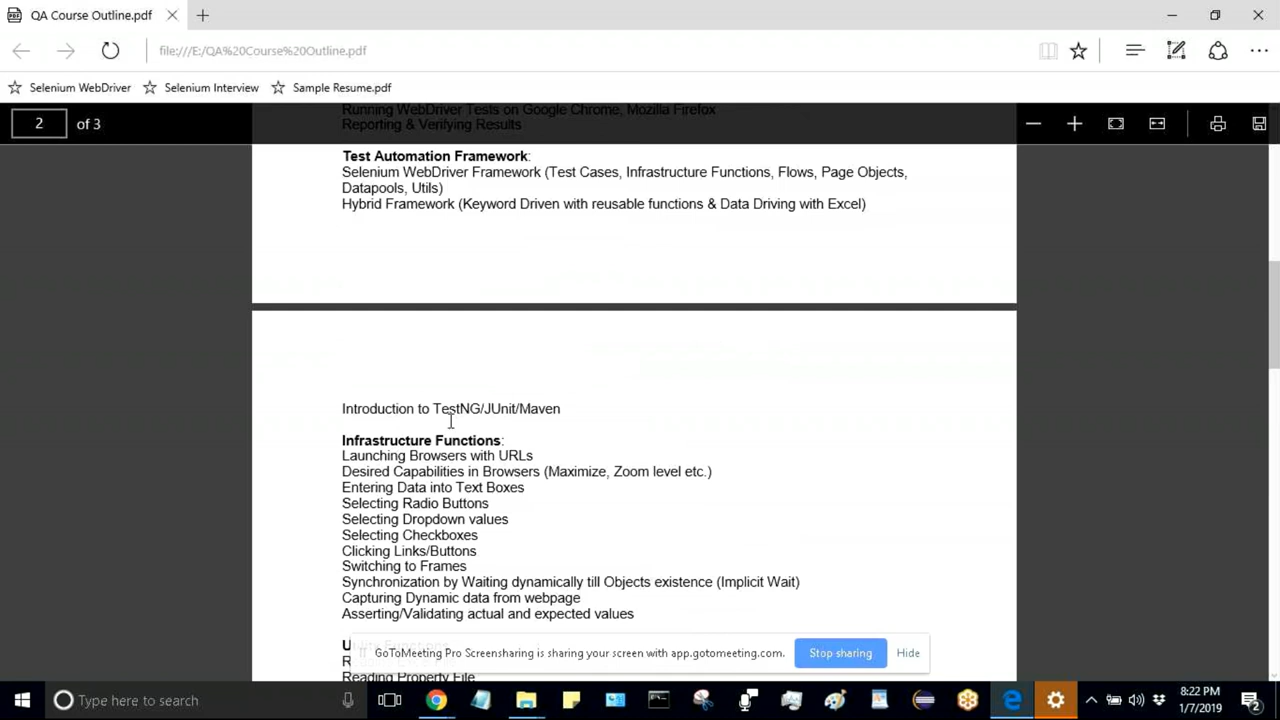 QA Course Outline.pdf
file:///E:/QA%20Course%20Outline.pdf
Selenium WebDriver Selenium Interview Sample Resume.pdf
Running WebDriver Tests on Google Chrome, Mozilla Firefox
2 of 3
Reporting & Verifying Results
Test Automation Framework:
Selenium WebDriver Framework (Test Cases, Infrastructure Functions, Flows, Page Objects,
Datapools, Utils)
Hybrid Framework (Keyword Driven with reusable functions & Data Driving with Excel)
Introduction to TestNG/JUnit/Maven
Infrastructure Functions:
Launching Browsers with URLs
Desired Capabilities in Browsers (Maximize, Zoom level etc.)
Entering Data into Text Boxes
Selecting Radio Buttons
Selecting Dropdown values
Selecting Checkboxes
Clicking Links/Buttons
Switching to Frames
Synchronization by Waiting dynamically till Objects existence (Implicit Wait)
Capturing Dynamic data from webpage
Asserting/Validating actual and expected values
GoToMeeting Pro Screensharing is sharing your screen with app.gotomeeting.com. Stop sharing Hide
Reading Property File
Type here to search
8:22 PM
1/7/2019
2